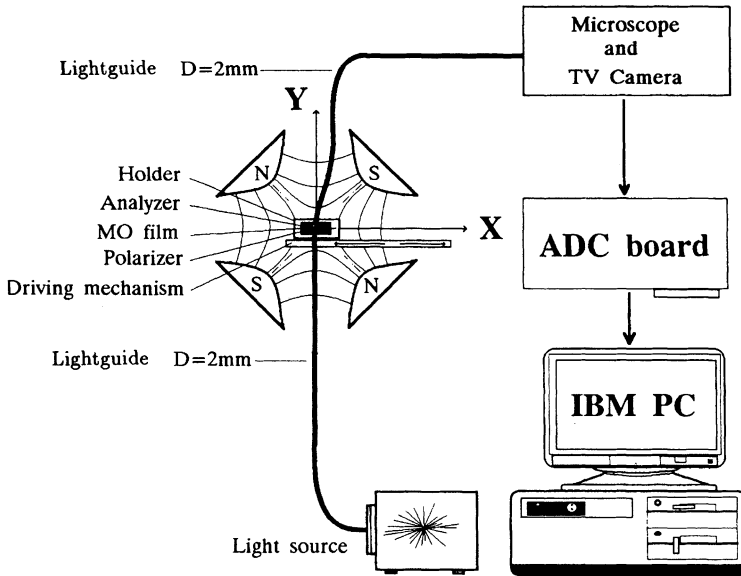 Microscope
and
TV Camera
Lightguide D=2mm
Y
N
S
Holder
Analyzer
MO film
Polarizer
Driving mechanism
X
S
N
ADC board
Lightguide D=2mm
IBM PC
Light source